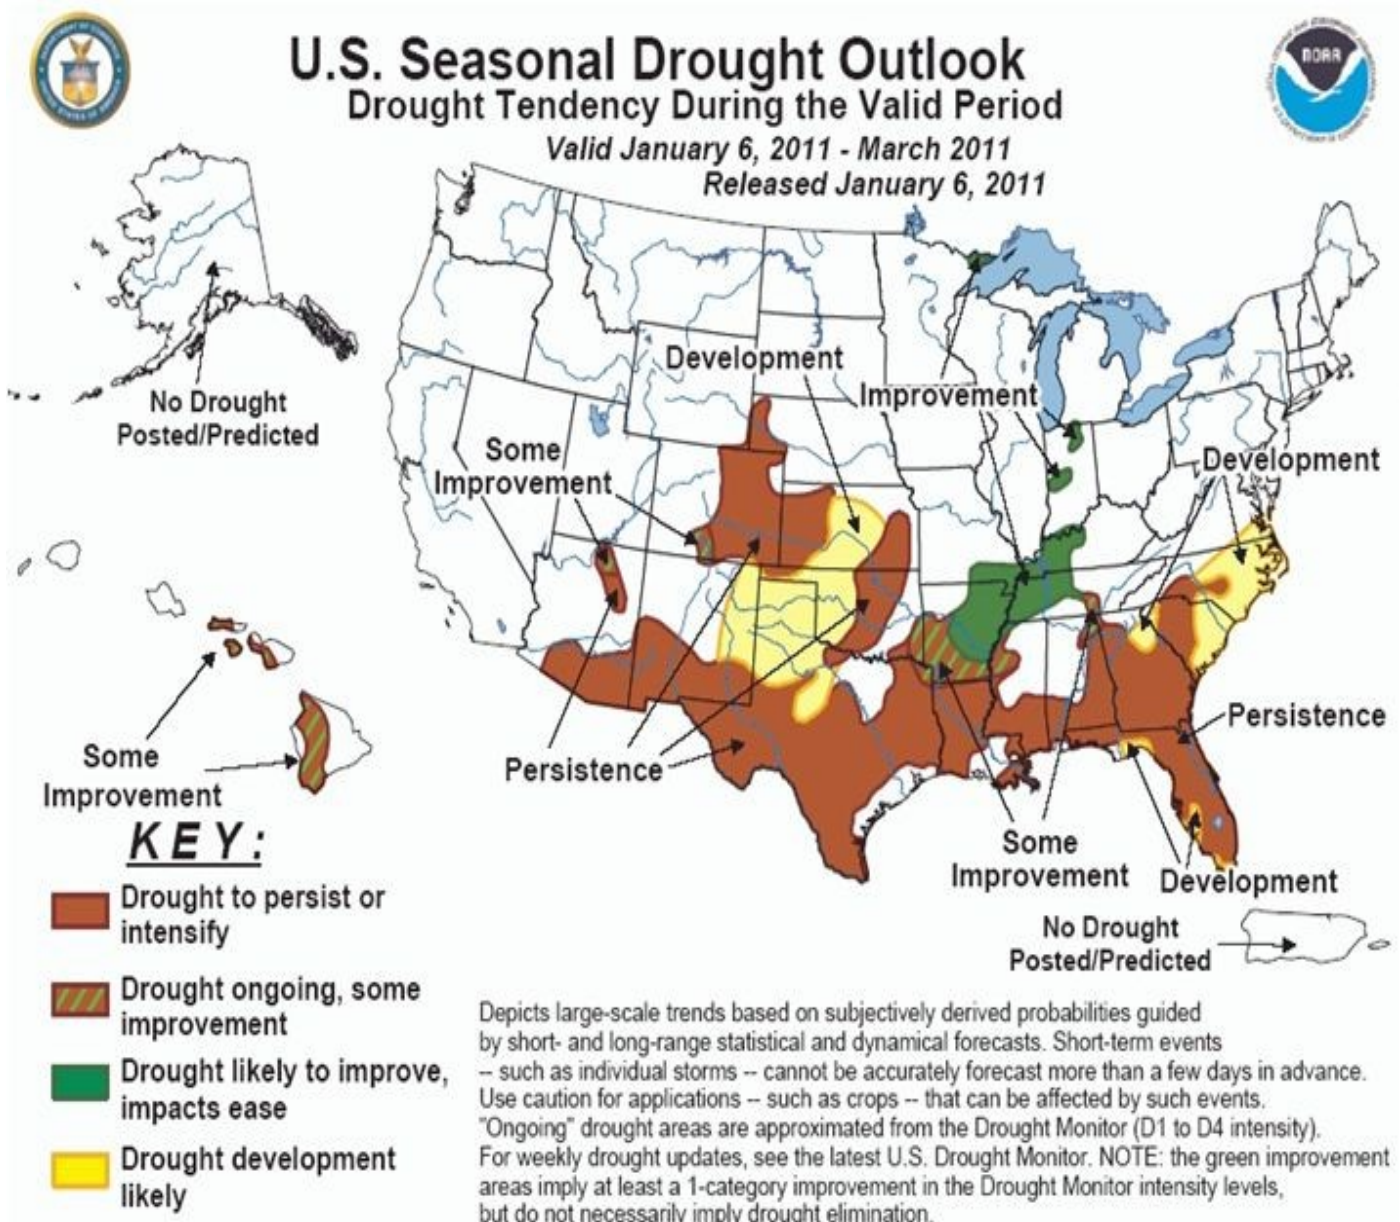 U.S. Seasonal Drought Outlook
Drought Tendency During the Valid Period
Valid January 6, 2011 - March 2011
Released January 6, 2011
NOAA
No Drought
Posted/Predicted
Development
Improvement
Some
Improvement
Development
Persistence
Persistence
Some
Improvement
Some
Improvement
Development
No Drought
Posted/Predicted
KEY:
Drought to persist or
intensify
Drought ongoing, some
improvement
Drought likely to improve,
impacts ease
Drought development
likely
Depicts large-scale trends based on subjectively derived probabilities guided
by short- and long-range statistical and dynamical forecasts. Short-term events
-- such as individual storms -- cannot be accurately forecast more than a few days in advance.
Use caution for applications -- such as crops -- that can be affected by such events.
"Ongoing" drought areas are approximated from the Drought Monitor (D1 to D4 intensity).
For weekly drought updates, see the latest U.S. Drought Monitor. NOTE: the green improvement
areas imply at least a 1-category improvement in the Drought Monitor intensity levels,
but do not necessarily imply drought elimination.